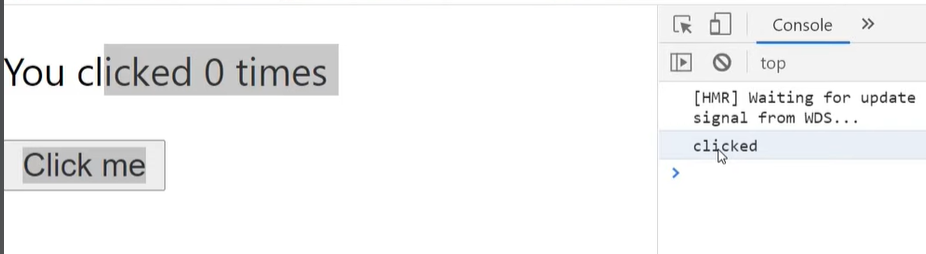 You clicked 0 times
Click me
Console
top
[HMR] Waiting for update
signal from WDS...
clicked